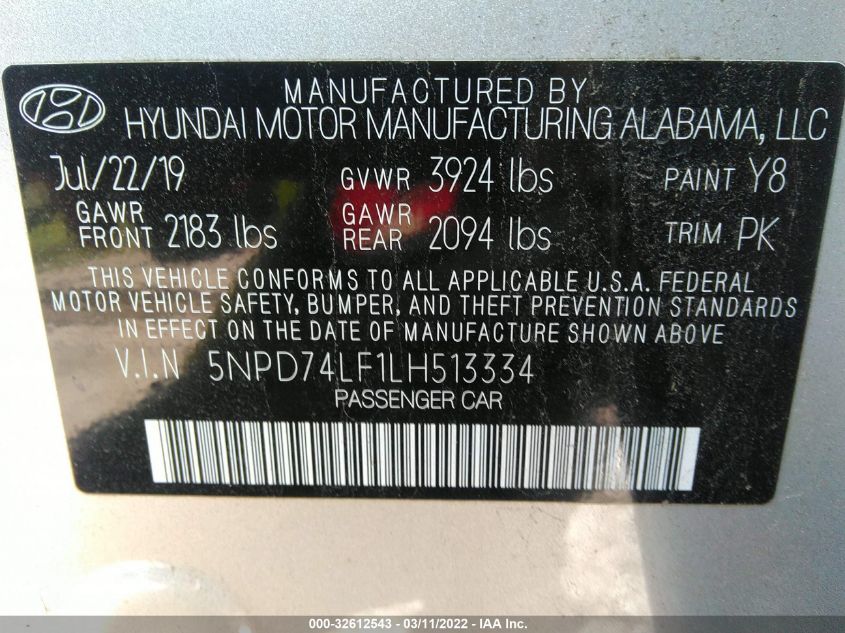 MANUFACTURED BY
HYUNDAI MOTOR MANUFACTURING ALABAMA, LLC
Jul/22/19 GVWR 3924 lbs PAINT Y8
GAWR FRONT 2183 lbs GAWR REAR 2094 lbs TRIM PK
THIS VEHICLE CONFORMS TO ALL APPLICABLE U.S.A. FEDERAL
MOTOR VEHICLE SAFETY, BUMPER, AND THEFT PREVENTION STANDARDS
IN EFFECT ON THE DATE OF MANUFACTURE SHOWN ABOVE
V.I.N 5NPD74LF1LH513334
PASSENGER CAR
000-32612543 - 03/11/2022 - IAA Inc.